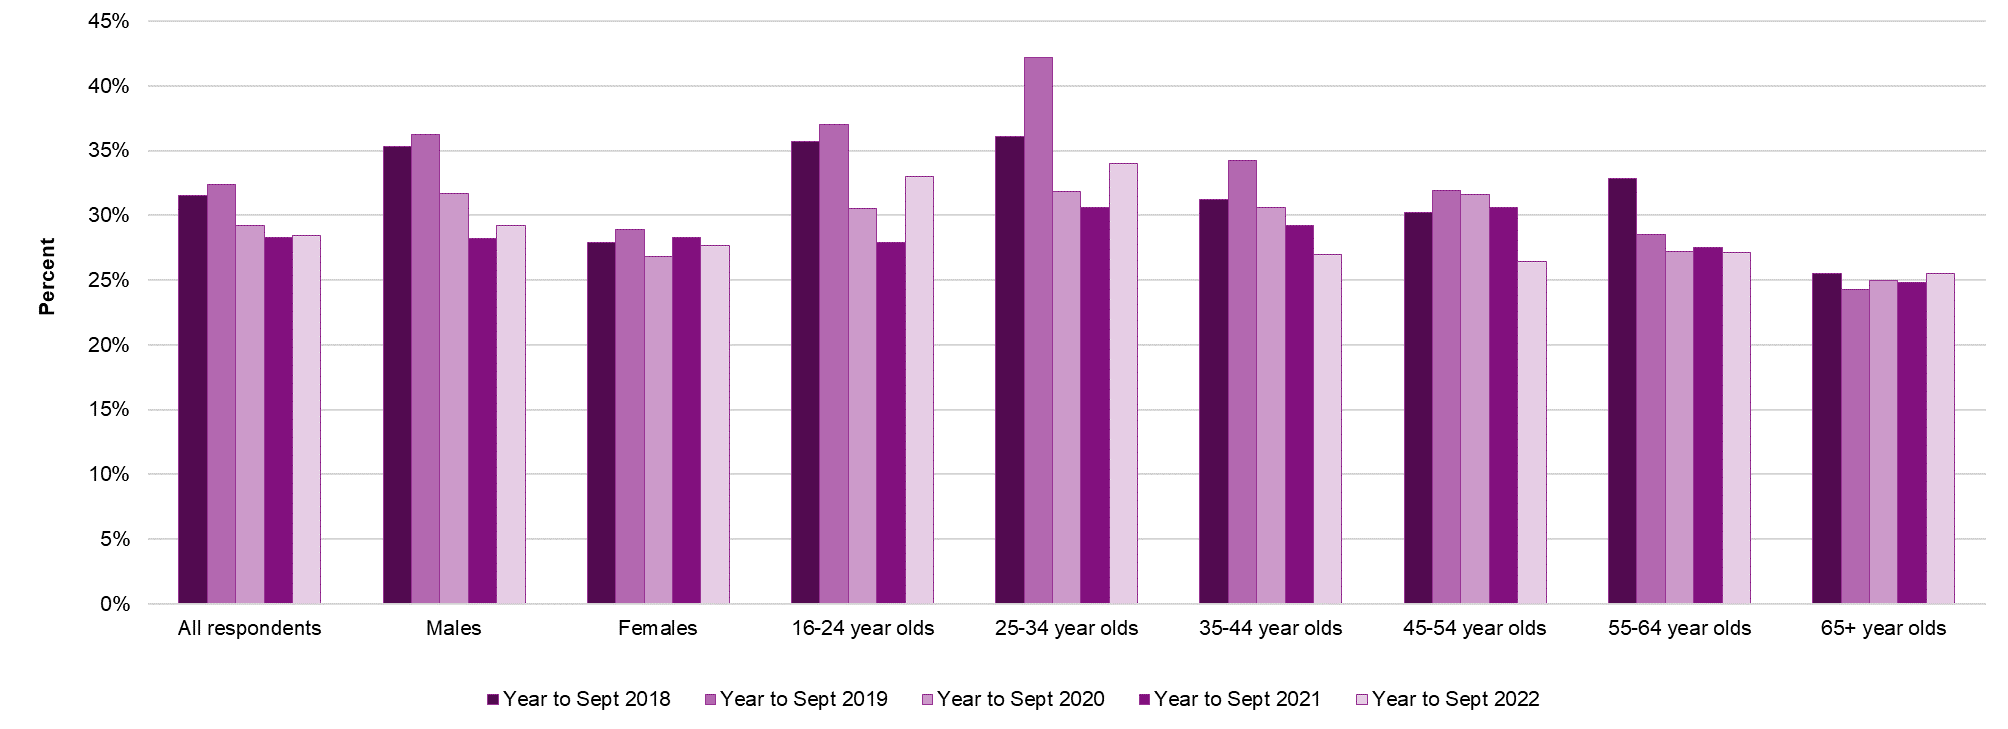 45%
40%
35%
30%
25%
20%
15%
10%
5%
0%
Percent
All respondents
Males
Females
16-24 year olds
25-34 year olds
35-44 year olds
45-54 year olds
55-64 year olds
65+ year olds
Year to Sept 2018
Year to Sept 2019
Year to Sept 2020
Year to Sept 2021
Year to Sept 2022